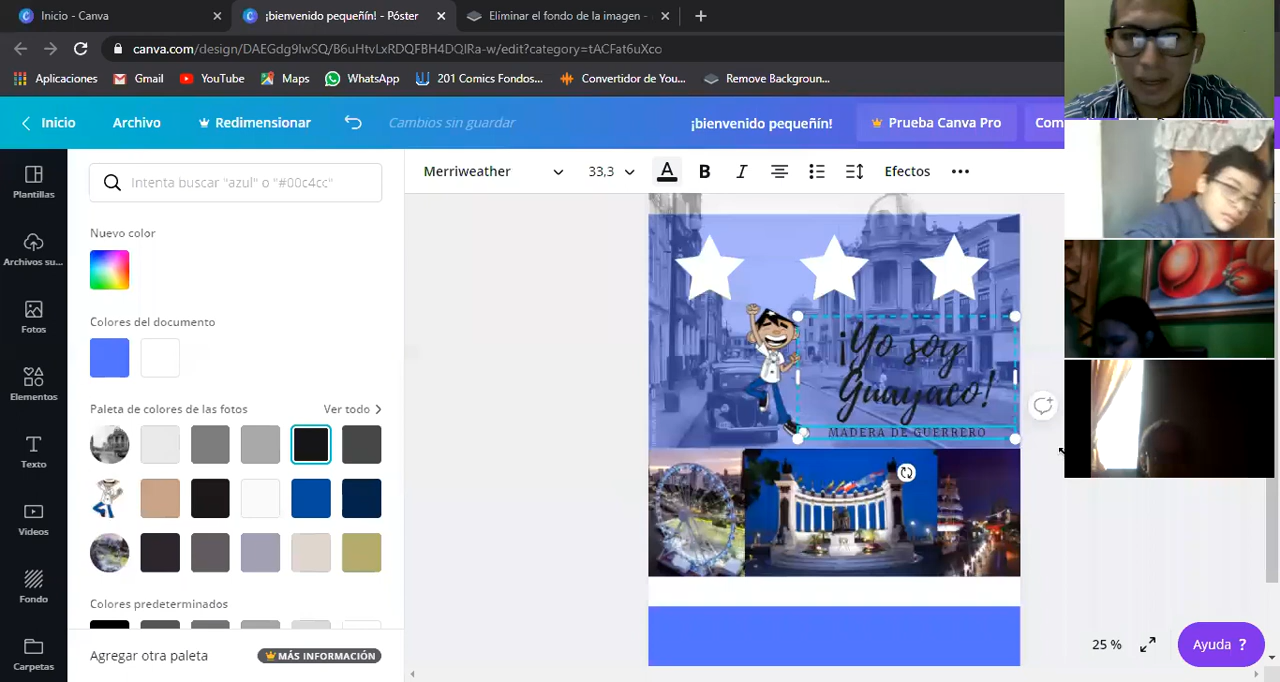 Inicio - Canva
¡bienvenido pequeñín! - Póster
Eliminar el fondo de la imagen -
canva.com/design/DAEGdg9IwSQ/B6uHtvLxRDQFBH4DQIRa-w/edit?category=tACFat6uXco
Aplicaciones
Gmail
YouTube
Maps
WhatsApp
201 Comics Fondos...
Convertidor de You...
Remove Backgroun...
Inicio
Archivo
Redimensionar
Cambios sin guardar
¡bienvenido pequeñín!
Prueba Canva Pro
Com
Plantillas
Archivos su...
Fotos
Elementos
Texto
Videos
Fondo
Carpetas
Intenta buscar "azul" o "#00c4cc"
Nuevo color
Colores del documento
Paleta de colores de las fotos
Ver todo
Colores predeterminados
Agregar otra paleta
MÁS INFORMACIÓN
Merriweather
33,3
A
B
I
Efectos
¡Yo soy
Guayaco!
MADERA DE GUERRERO
25 %
Ayuda ?